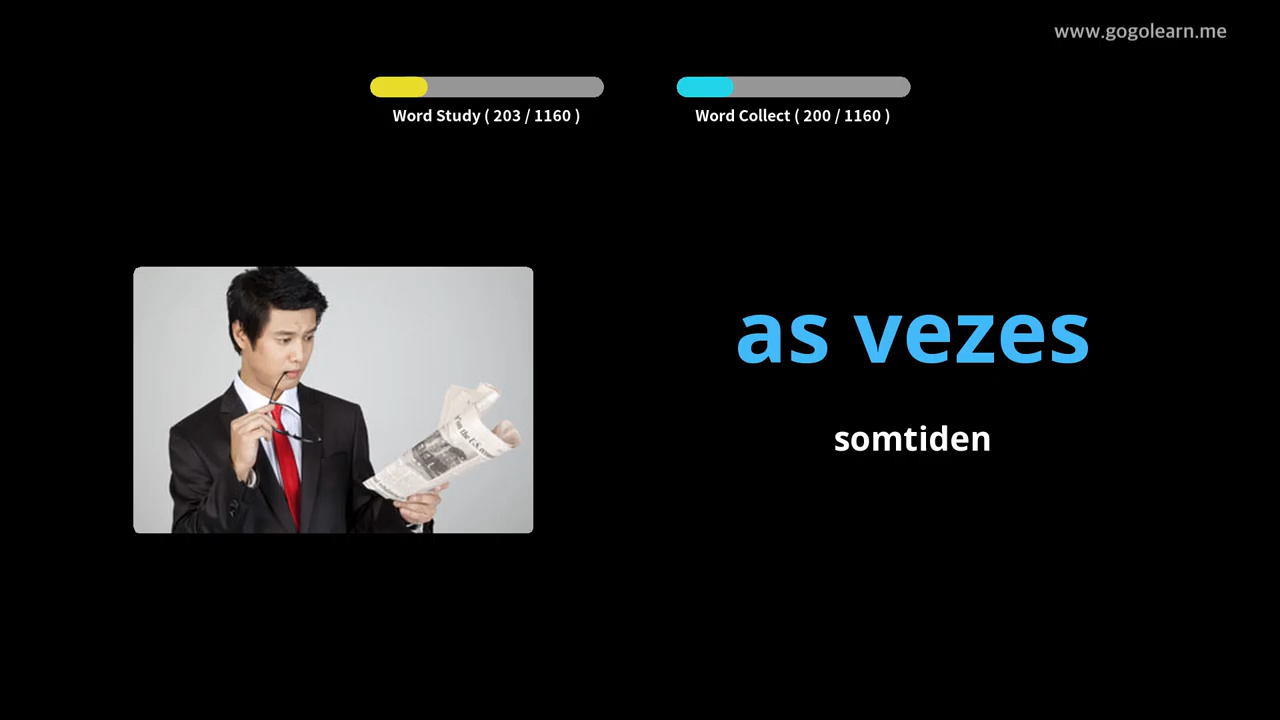 www.gogolearn.me
Word Study ( 203 / 1160 )
Word Collect ( 200 / 1160 )
as vezes
somtiden